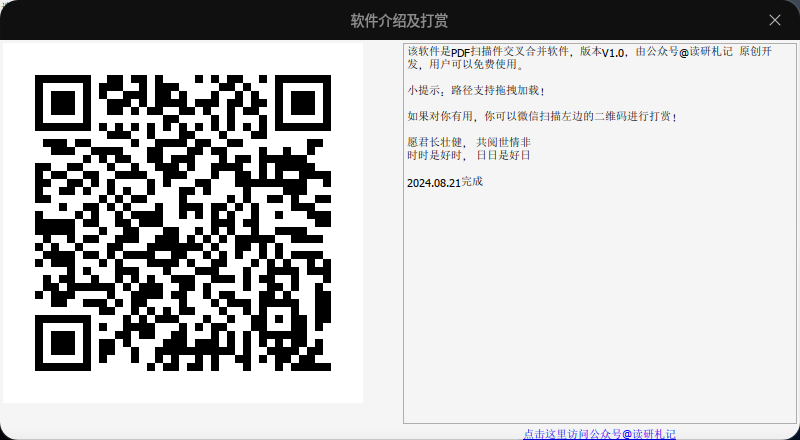 软件介绍及打赏
该软件是PDF扫描件交叉合并软件，版本V1.0，由公众号@读研札记 原创开
发，用户可以免费使用。
小提示：路径支持拖拽加载！
如果对你有用，你可以微信扫描左边的二维码进行打赏！
愿君长壮健， 共阅世情非
时时是好时， 日日是好日
2024.08.21完成
点击这里访问公众号@读研札记